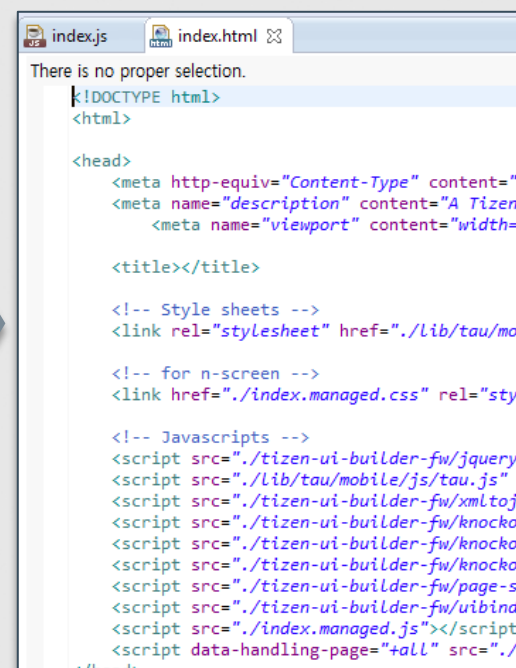 index.js
index.html
There is no proper selection.
<!DOCTYPE html>
<html>
<head>
<meta http-equiv="Content-Type" content="
<meta name="description" content="A Tizen
<meta name="viewport" content="width=
<title></title>
<!-- Style sheets -->
<link rel="stylesheet" href="./lib/tau/mo
<!-- for n-screen -->
<link href="./index.managed.css" rel="sty
<!-- Javascripts -->
<script src="./tizen-ui-builder-fw/jquery
<script src="./lib/tau/mobile/js/tau.js"
<script src="./tizen-ui-builder-fw/xmltoj
<script src="./tizen-ui-builder-fw/knocko
<script src="./tizen-ui-builder-fw/knocko
<script src="./tizen-ui-builder-fw/knocko
<script src="./tizen-ui-builder-fw/page-s
<script src="./tizen-ui-builder-fw/uibind
<script src="./index.managed.js"></script
<script data-handling-page="+all" src="./